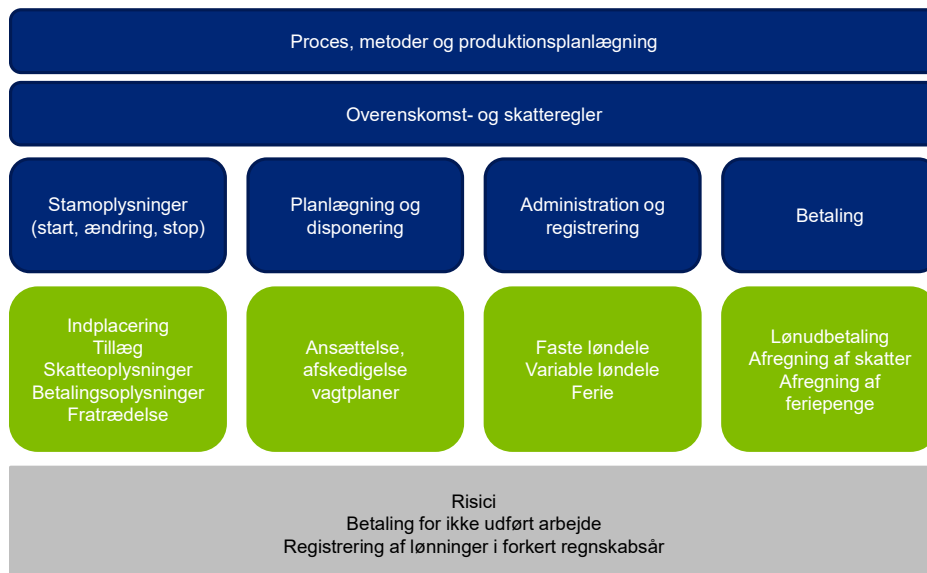 Proces, metoder og produktionsplanlægning
Overenskomst- og skatteregler
Stamoplysninger
(start, ændring, stop)
Planlægning og
disponering
Administration og
registrering
Betaling
Indplacering
Tillæg
Skatteoplysninger
Betalingsoplysninger
Fratrædelse
Ansættelse,
afskedigelse
vagtplaner
Faste løndele
Variable løndele
Ferie
Lønudbetaling
Afregning af skatter
Afregning af
feriepenge
Risici
Betaling for ikke udført arbejde
Registrering af lønninger i forkert regnskabsår